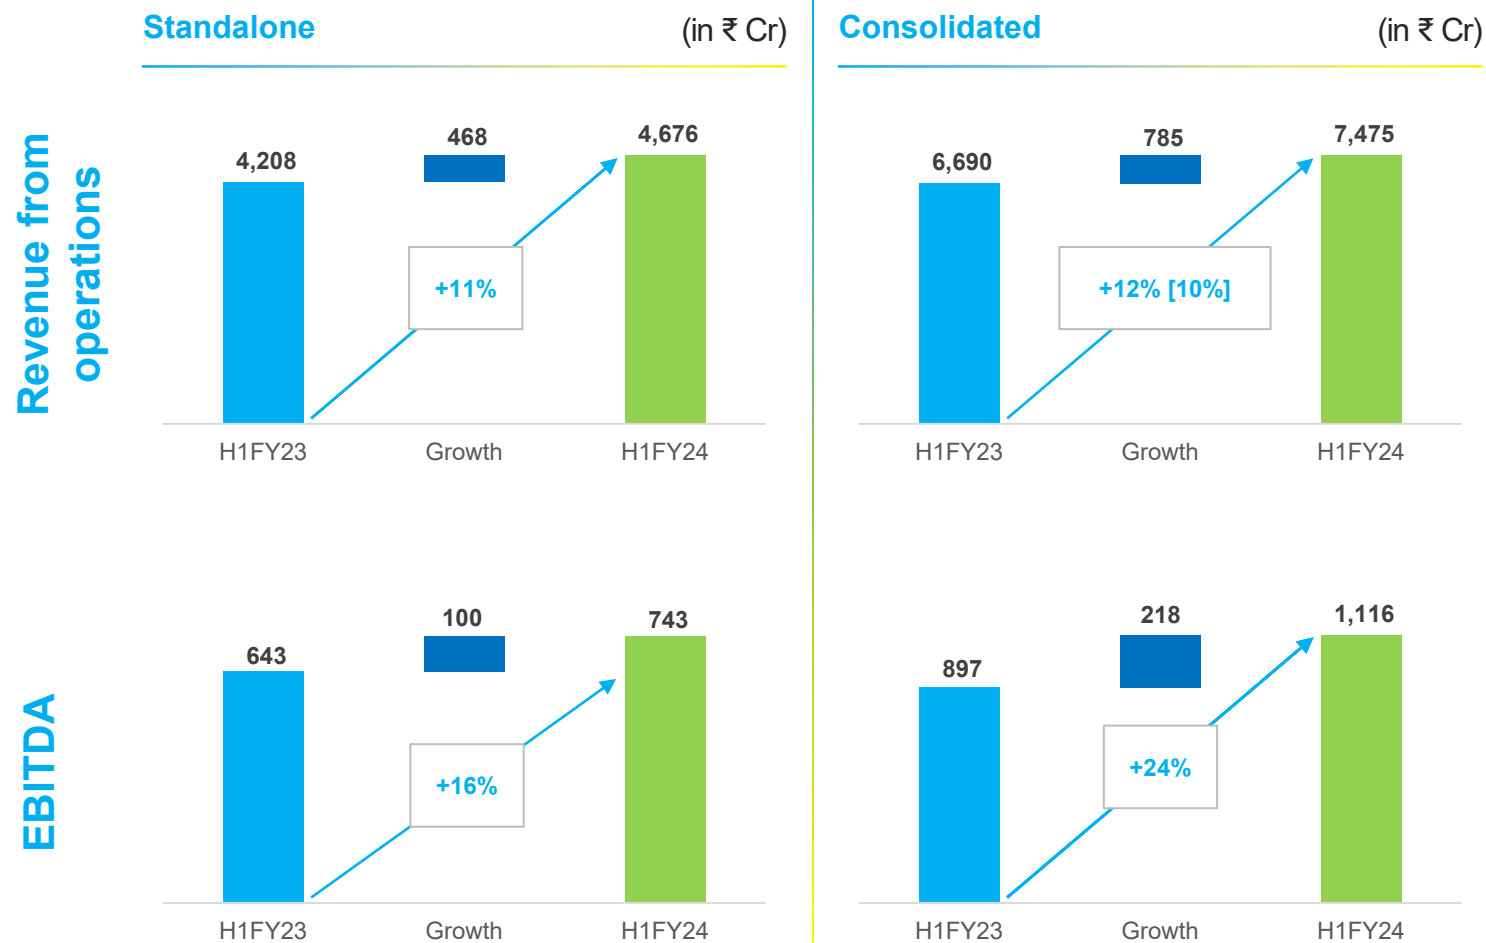 Standalone
(in ₹ Cr)
Consolidated
(in ₹ Cr)
Revenue from
operations
4,208
468
4,676
+11%
H1FY23
Growth
H1FY24
6,690
785
7,475
+12% [10%]
H1FY23
Growth
H1FY24
EBITDA
643
100
743
+16%
H1FY23
Growth
H1FY24
897
218
1,116
+24%
H1FY23
Growth
H1FY24